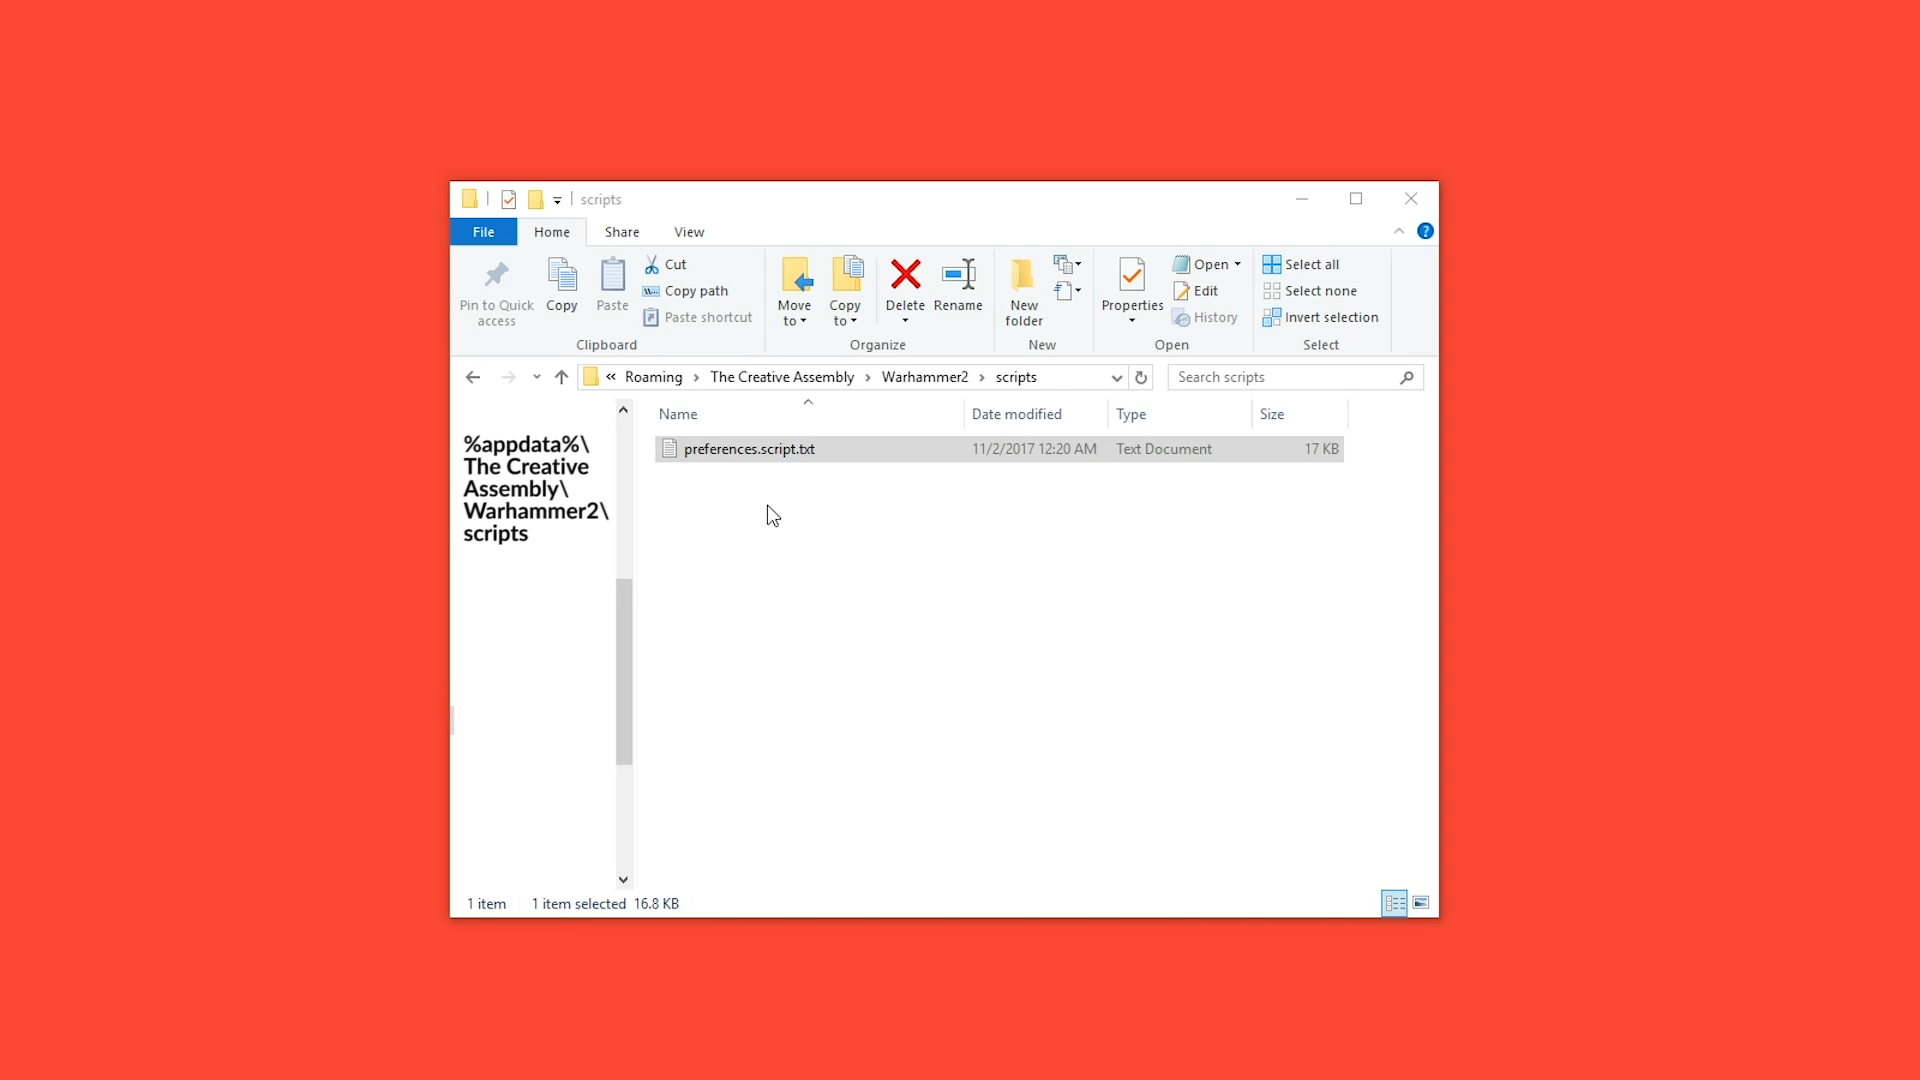 scripts
File Home Share View
Pin to Quick access
Copy
Paste
Cut
Copy path
Paste shortcut
Clipboard
Move to
Copy to
Delete
Rename
Organize
New folder
New
Properties
Open
Edit
History
Open
Select all
Select none
Invert selection
Select
« Roaming › The Creative Assembly › Warhammer2 › scripts
Search scripts
%appdata%\
The Creative
Assembly\
Warhammer2\
scripts
Name Date modified Type Size
preferences.script.txt 11/2/2017 12:20 AM Text Document 17 KB
1 item 1 item selected 16.8 KB